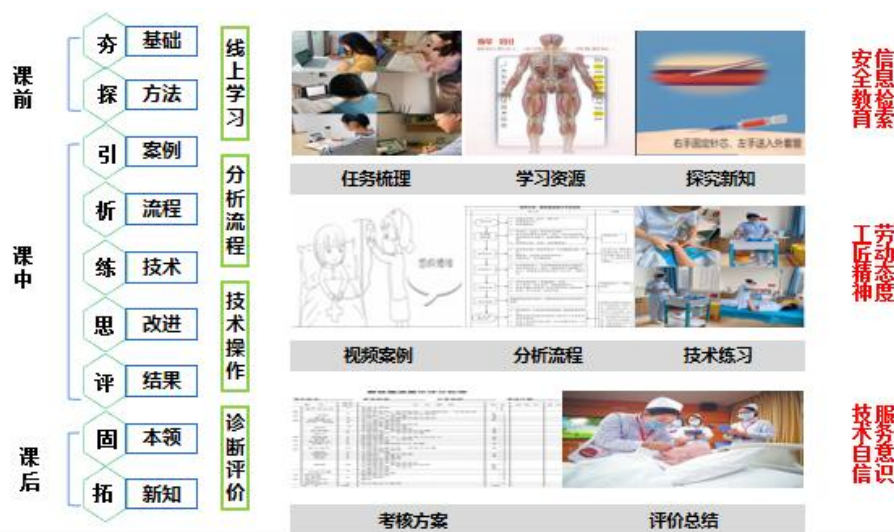 课前
夯 基础
探 方法
课中
引 案例
析 流程
练 技术
思 改进
评 结果
课后
固 本领
拓 新知
线上学习
分析流程
技术操作
诊断评价
右手固定针芯、左手送入外套管
任务梳理
学习资源
探究新知
视频案例
分析流程
技术练习
考核方案
评价总结
信息检索
安全教育
劳动态度
工匠精神
服务意识
技术自信